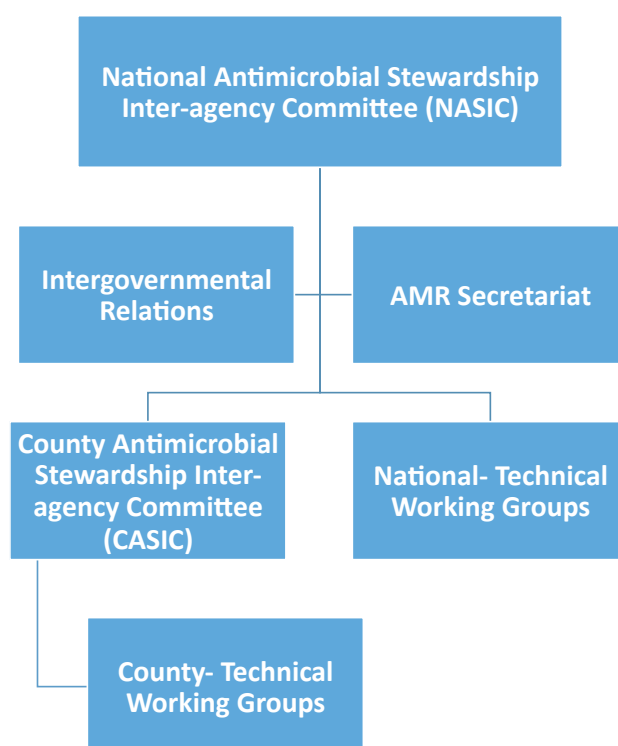 National Antimicrobial Stewardship
Inter-agency Committee (NASIC)
Intergovernmental
Relations
AMR Secretariat
County Antimicrobial
Stewardship Inter-
agency Committee
(CASIC)
National- Technical
Working Groups
County- Technical
Working Groups